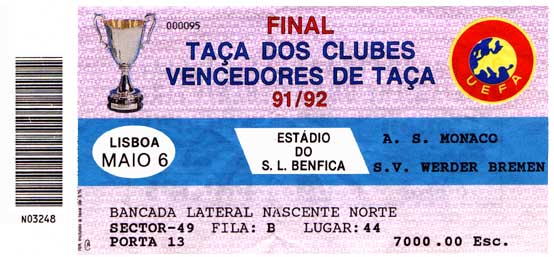 000095
FINAL
TAÇA DOS CLUBES
VENCEDORES DE TAÇA
91/92
UEFA
LISBOA
MAIO 6
ESTÁDIO
DO
S. L. BENFICA
A. S. MONACO
S.V. WERDER BREMEN
N03248
BANCADA LATERAL NASCENTE NORTE
SECTOR-49 FILA: B LUGAR: 44
PORTA 13 7000.00 Esc.